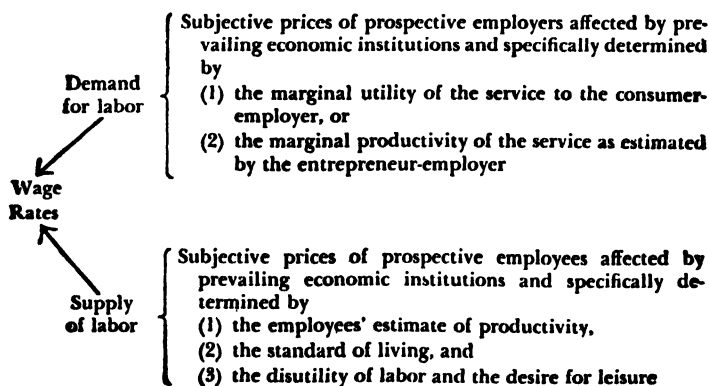 Subjective prices of prospective employers affected by pre-
vailing economic institutions and specifically determined
by
Demand
for labor
(1) the marginal utility of the service to the consumer-
employer, or
(2) the marginal productivity of the service as estimated
by the entrepreneur-employer
Wage
Rates
Subjective prices of prospective employees affected by
prevailing economic institutions and specifically de-
termined by
Supply
of labor
(1) the employees' estimate of productivity,
(2) the standard of living, and
(3) the disutility of labor and the desire for leisure